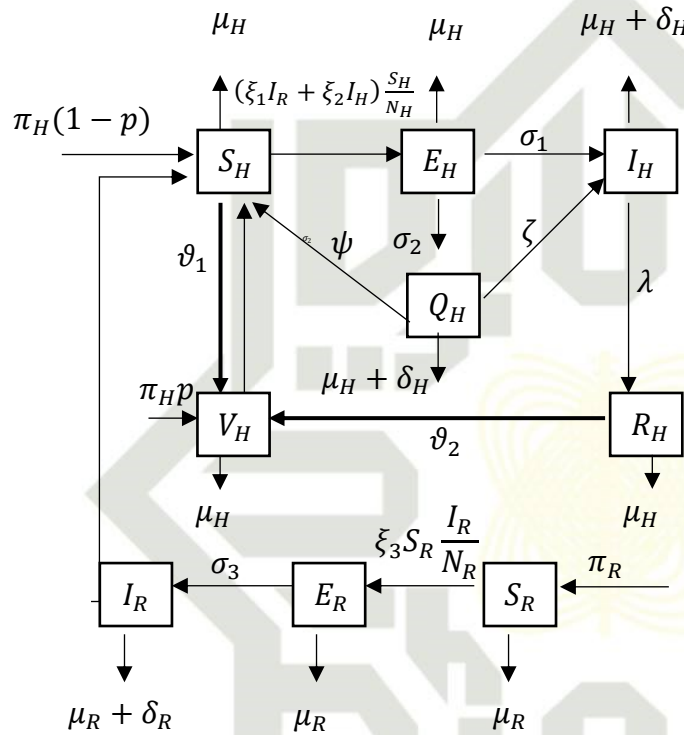 μ_H μ_H μ_H + δ_H
(ξ_1 I_R + ξ_2 I_H) S_H/N_H
π_H(1 − p)
S_H E_H σ_1 I_H
ϑ_1 σ_2 ψ σ_2 ζ λ
Q_H
μ_H + δ_H
π_H p V_H ϑ_2 R_H
μ_H μ_H
ξ_3 S_R I_R/N_R
I_R σ_3 E_R S_R π_R
μ_R + δ_R μ_R μ_R